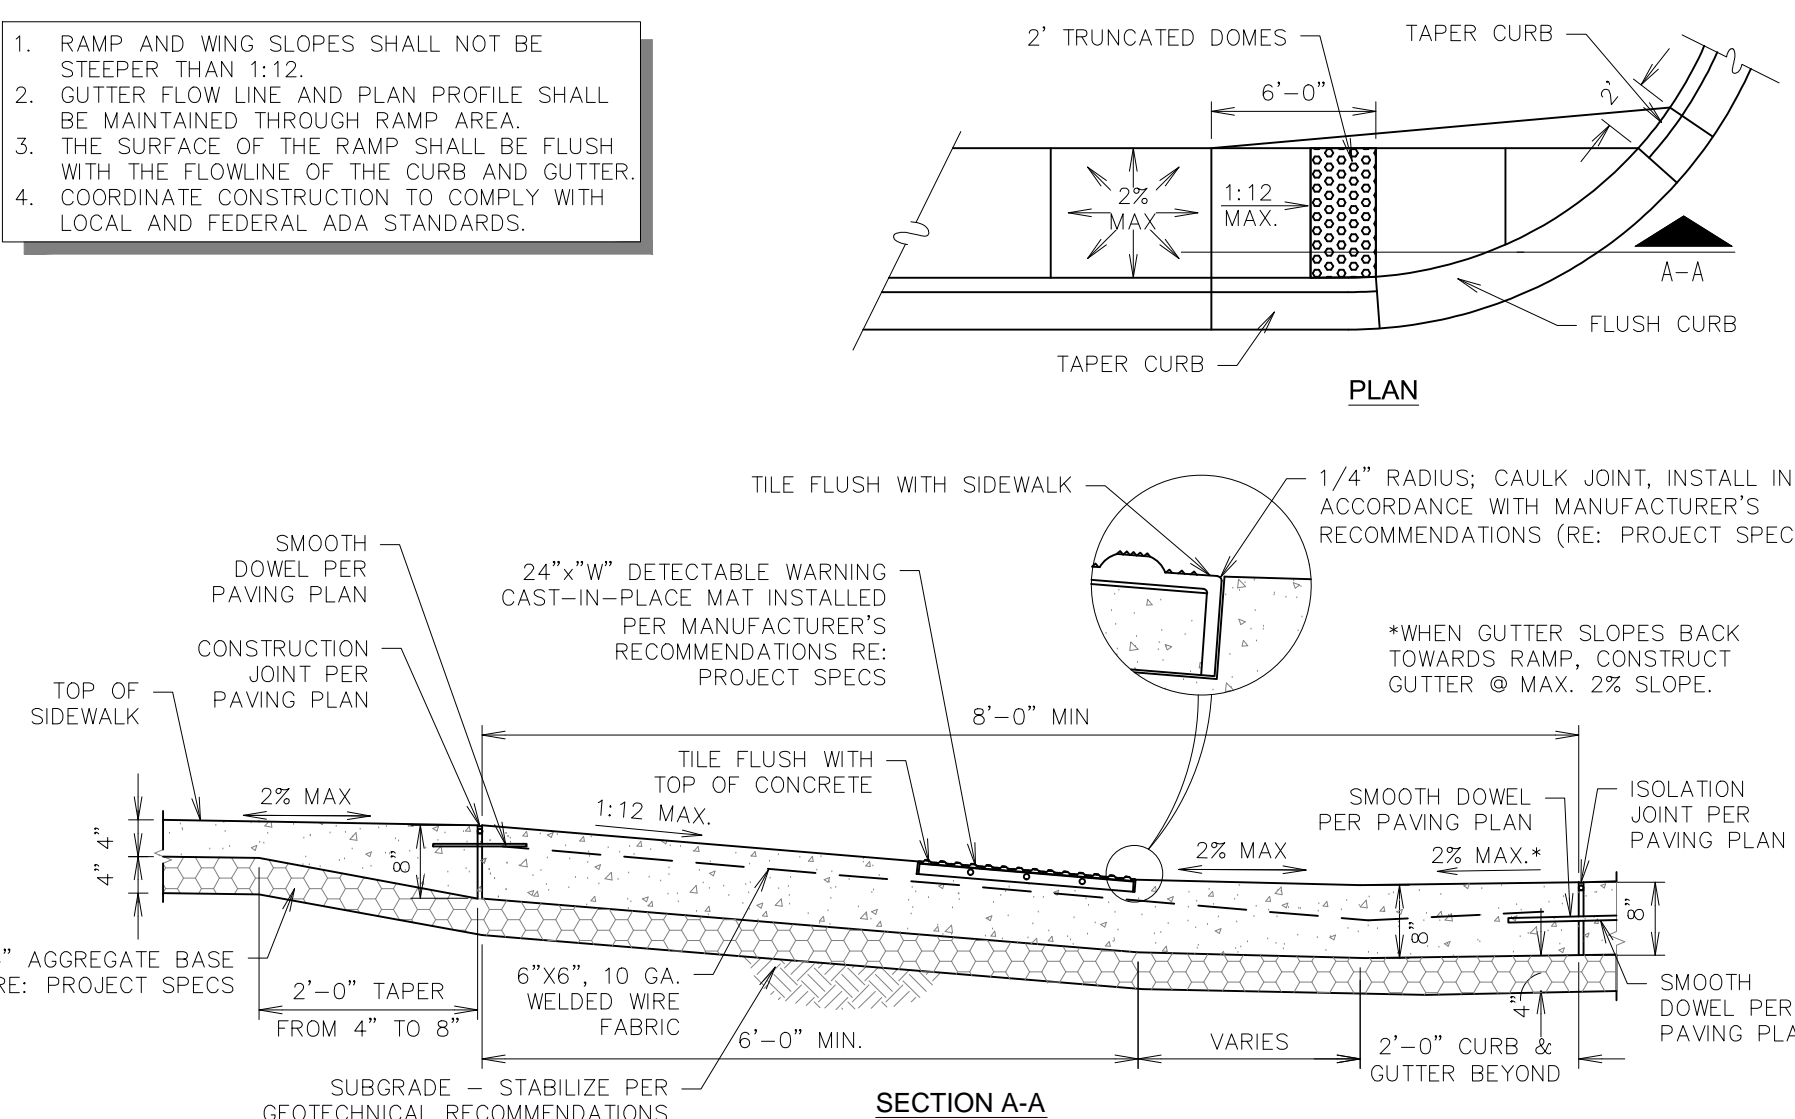 1. RAMP AND WING SLOPES SHALL NOT BE
STEEPER THAN 1:12.
2. GUTTER FLOW LINE AND PLAN PROFILE SHALL
BE MAINTAINED THROUGH RAMP AREA.
3. THE SURFACE OF THE RAMP SHALL BE FLUSH
WITH THE FLOWLINE OF THE CURB AND GUTTER.
4. COORDINATE CONSTRUCTION TO COMPLY WITH
LOCAL AND FEDERAL ADA STANDARDS.
2' TRUNCATED DOMES
TAPER CURB
6'-0"
2'
2%
MAX
1:12
MAX.
A-A
FLUSH CURB
TAPER CURB
PLAN
TILE FLUSH WITH SIDEWALK
1/4" RADIUS; CAULK JOINT, INSTALL IN
ACCORDANCE WITH MANUFACTURER'S
RECOMMENDATIONS (RE: PROJECT SPEC
SMOOTH
DOWEL PER
PAVING PLAN
24"x"W" DETECTABLE WARNING
CAST-IN-PLACE MAT INSTALLED
PER MANUFACTURER'S
RECOMMENDATIONS RE:
PROJECT SPECS
CONSTRUCTION
JOINT PER
PAVING PLAN
*WHEN GUTTER SLOPES BACK
TOWARDS RAMP, CONSTRUCT
GUTTER @ MAX. 2% SLOPE.
TOP OF
SIDEWALK
8'-0" MIN
TILE FLUSH WITH
TOP OF CONCRETE
2% MAX
1:12 MAX.
SMOOTH DOWEL
PER PAVING PLAN
ISOLATION
JOINT PER
PAVING PLAN
2% MAX
2% MAX.*
4"
4"
8"
8"
8"
4"
" AGGREGATE BASE
RE: PROJECT SPECS
2'-0" TAPER
FROM 4" TO 8"
6"X6", 10 GA.
WELDED WIRE
FABRIC
SMOOTH
DOWEL PER
PAVING PLA
6'-0" MIN.
VARIES
2'-0" CURB &
GUTTER BEYOND
SUBGRADE - STABILIZE PER
GEOTECHNICAL RECOMMENDATIONS
SECTION A-A